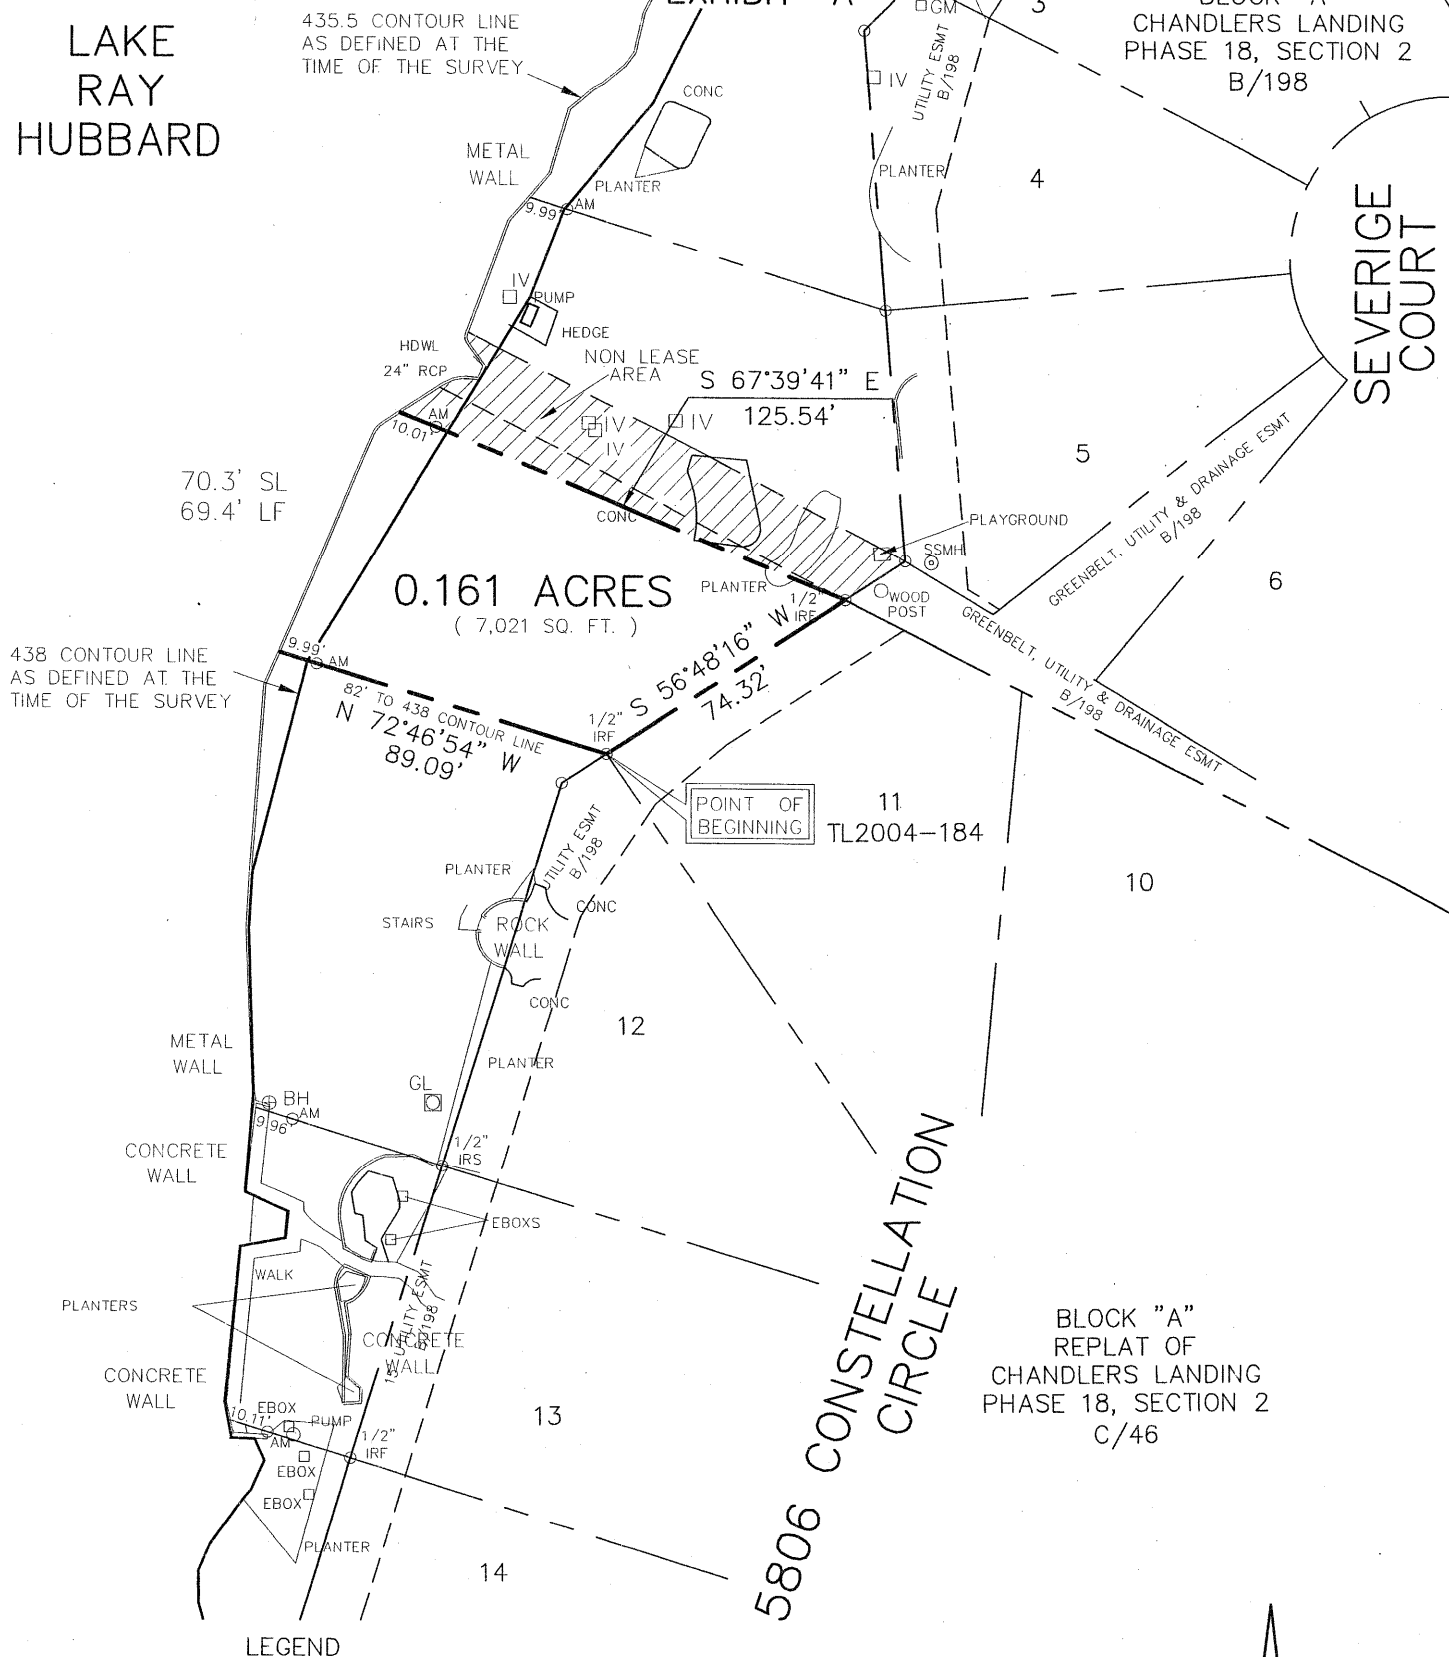 EXHIBIT "A"
435.5 CONTOUR LINE
AS DEFINED AT THE
TIME OF THE SURVEY
LAKE
RAY
HUBBARD
GM
3
BLOCK "A"
CHANDLERS LANDING
PHASE 18, SECTION 2
B/198
IV
UTILITY ESMT
B/198
CONC
METAL
WALL
PLANTER
PLANTER
4
9.99'
AM
SEVERIGE
COURT
IV
PUMP
HEDGE
HDWL
24" RCP
NON LEASE
AREA
S 67°39'41" E
125.54'
AM
10.01'
IV
IV
IV
5
70.3' SL
69.4' LF
CONC
PLAYGROUND
SSMH
GREENBELT, UTILITY & DRAINAGE ESMT
B/198
6
0.161 ACRES
( 7,021 SQ. FT. )
PLANTER
1/2"
IRF
WOOD
POST
GREENBELT, UTILITY & DRAINAGE ESMT
B/198
9.99'
AM
438 CONTOUR LINE
AS DEFINED AT THE
TIME OF THE SURVEY
82' TO 438 CONTOUR LINE
N 72°46'54" W
89.09'
S 56°48'16" W
74.32'
1/2"
IRF
POINT OF
BEGINNING
11
TL2004-184
UTILITY ESMT
B/198
10
PLANTER
CONC
STAIRS
ROCK
WALL
CONC
12
METAL
WALL
PLANTER
GL
BH
AM
9.96'
CONCRETE
WALL
1/2"
IRS
EBOXS
WALK
PLANTERS
15' UTILITY ESMT
B/198
CONCRETE
WALL
CONCRETE
WALL
5806 CONSTELLATION
CIRCLE
BLOCK "A"
REPLAT OF
CHANDLERS LANDING
PHASE 18, SECTION 2
C/46
10.11'
EBOX
PUMP
AM
1/2"
IRF
13
EBOX
EBOX
PLANTER
14
LEGEND